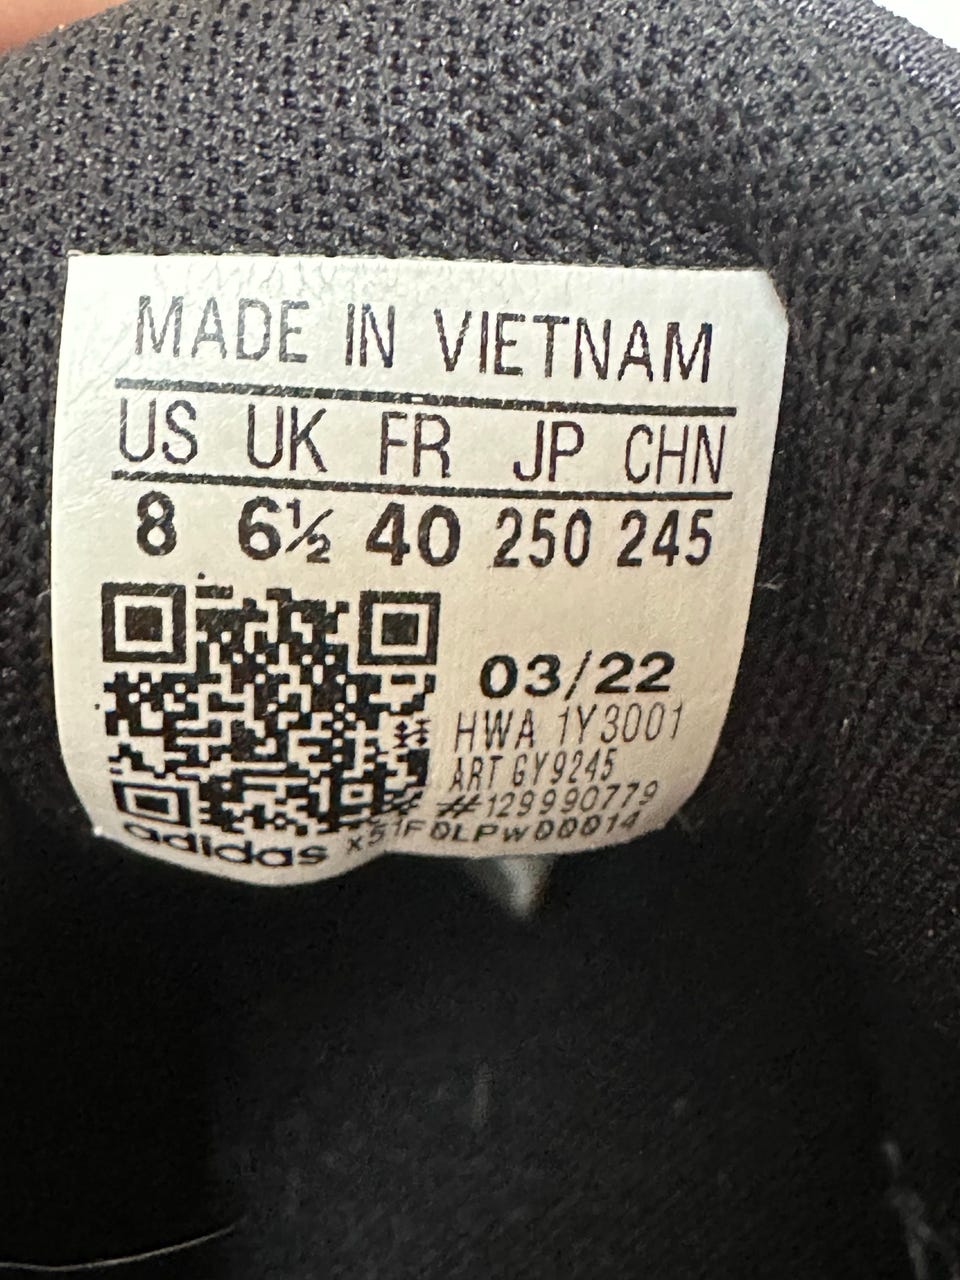 MADE IN VIETNAM
US UK FR JP CHN
8 6½ 40 250 245
03/22
HWA 1Y3001
ART GY9245
#129990779
adidas x51F0LPW00014